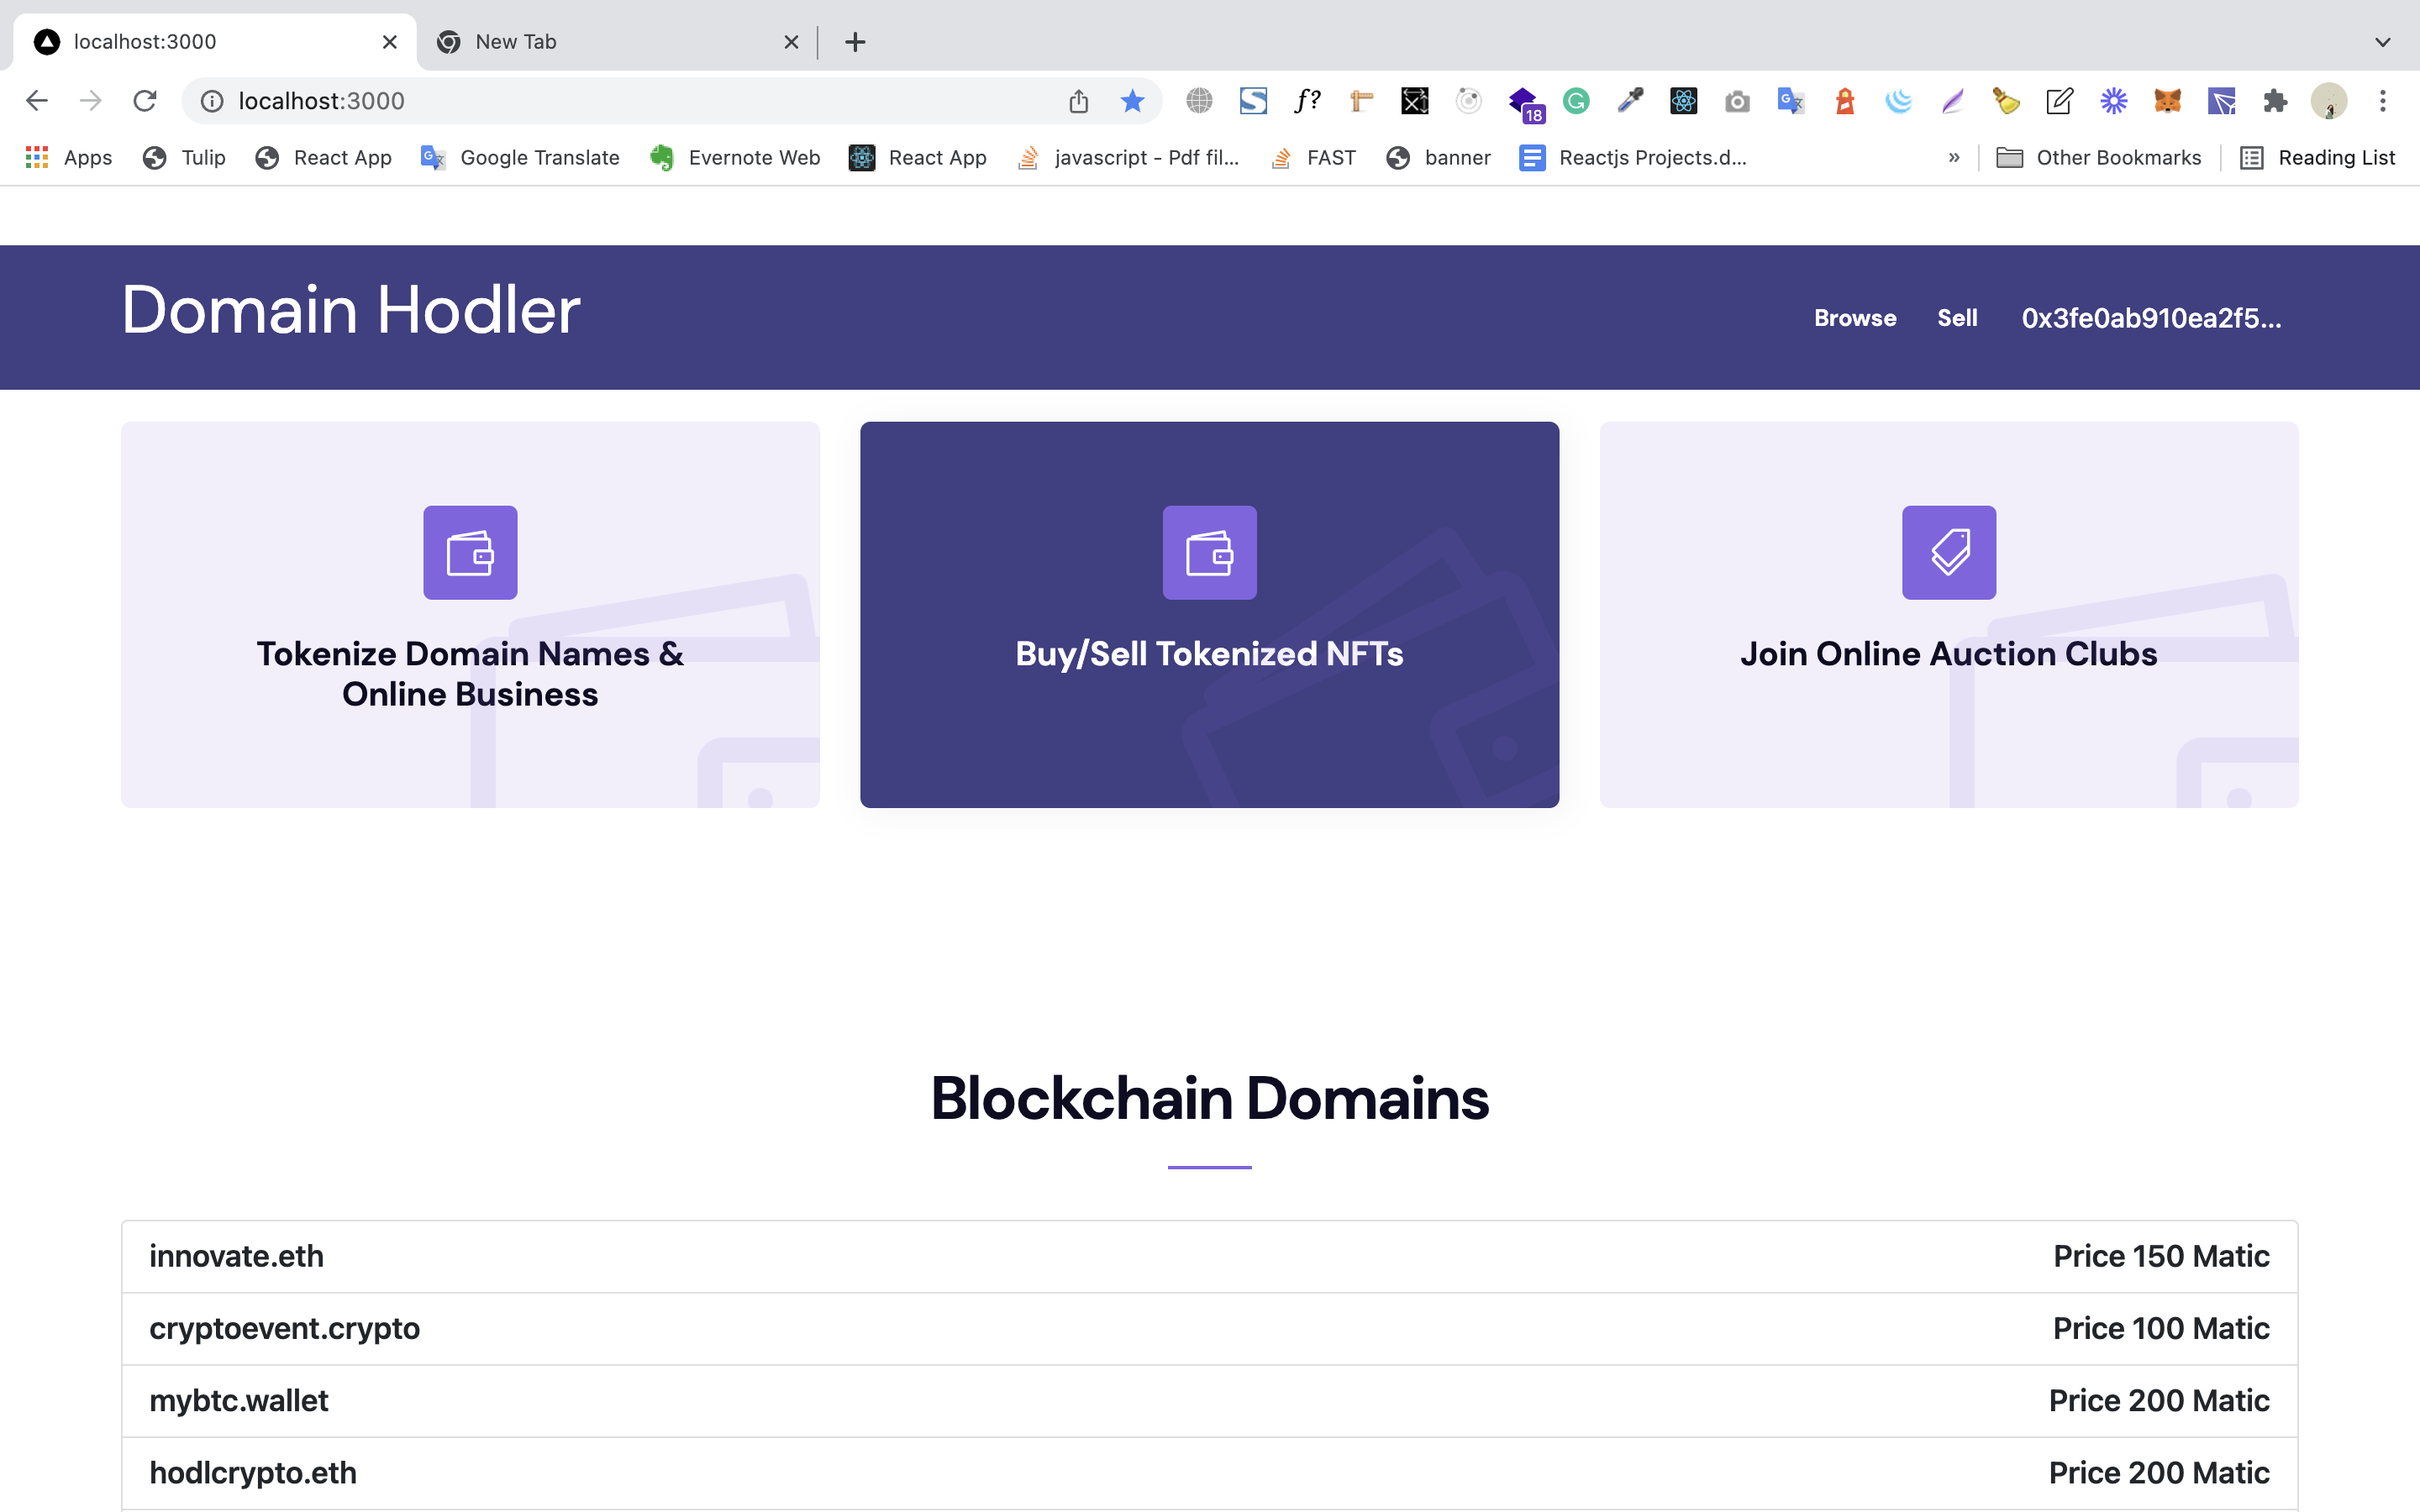 localhost:3000
New Tab
localhost:3000
f?
18
Apps
Tulip
React App
Google Translate
Evernote Web
React App
javascript - Pdf fil...
FAST
banner
Reactjs Projects.d...
»
Other Bookmarks
Reading List
Domain Hodler
Browse
Sell
0x3fe0ab910ea2f5...
Tokenize Domain Names &
Online Business
Buy/Sell Tokenized NFTs
Join Online Auction Clubs
Blockchain Domains
innovate.eth
Price 150 Matic
cryptoevent.crypto
Price 100 Matic
mybtc.wallet
Price 200 Matic
hodlcrypto.eth
Price 200 Matic